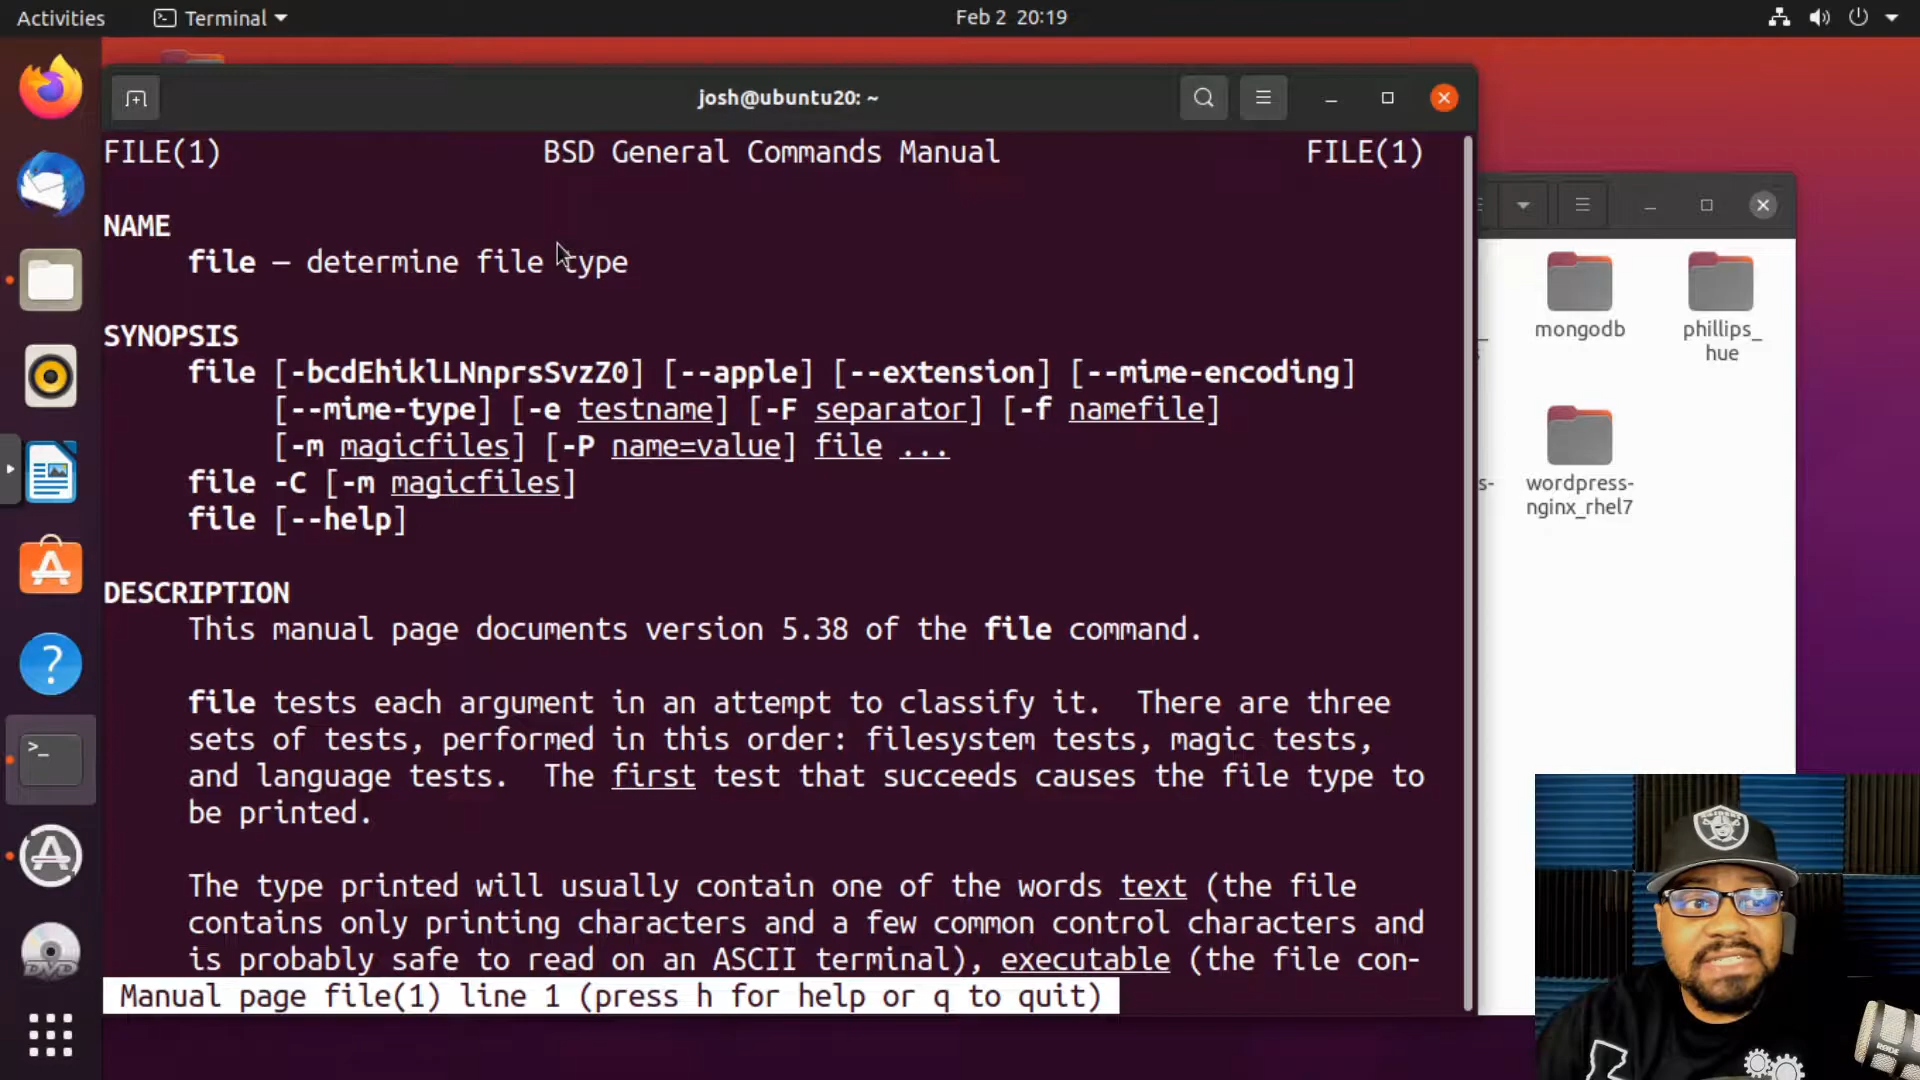 Activities
Terminal
Feb 2 20:19
josh@ubuntu20: ~
FILE(1) BSD General Commands Manual FILE(1)
NAME
file — determine file type
SYNOPSIS
file [-bcdEhiklLNnprsSvzZ0] [--apple] [--extension] [--mime-encoding]
[--mime-type] [-e testname] [-F separator] [-f namefile]
[-m magicfiles] [-P name=value] file ...
file -C [-m magicfiles]
file [--help]
DESCRIPTION
This manual page documents version 5.38 of the file command.
file tests each argument in an attempt to classify it. There are three
sets of tests, performed in this order: filesystem tests, magic tests,
and language tests. The first test that succeeds causes the file type to
be printed.
The type printed will usually contain one of the words text (the file
contains only printing characters and a few common control characters and
is probably safe to read on an ASCII terminal), executable (the file con-
Manual page file(1) line 1 (press h for help or q to quit)
mongodb
phillips_
hue
wordpress-
nginx_rhel7
DVD
RAIDERS
RODE